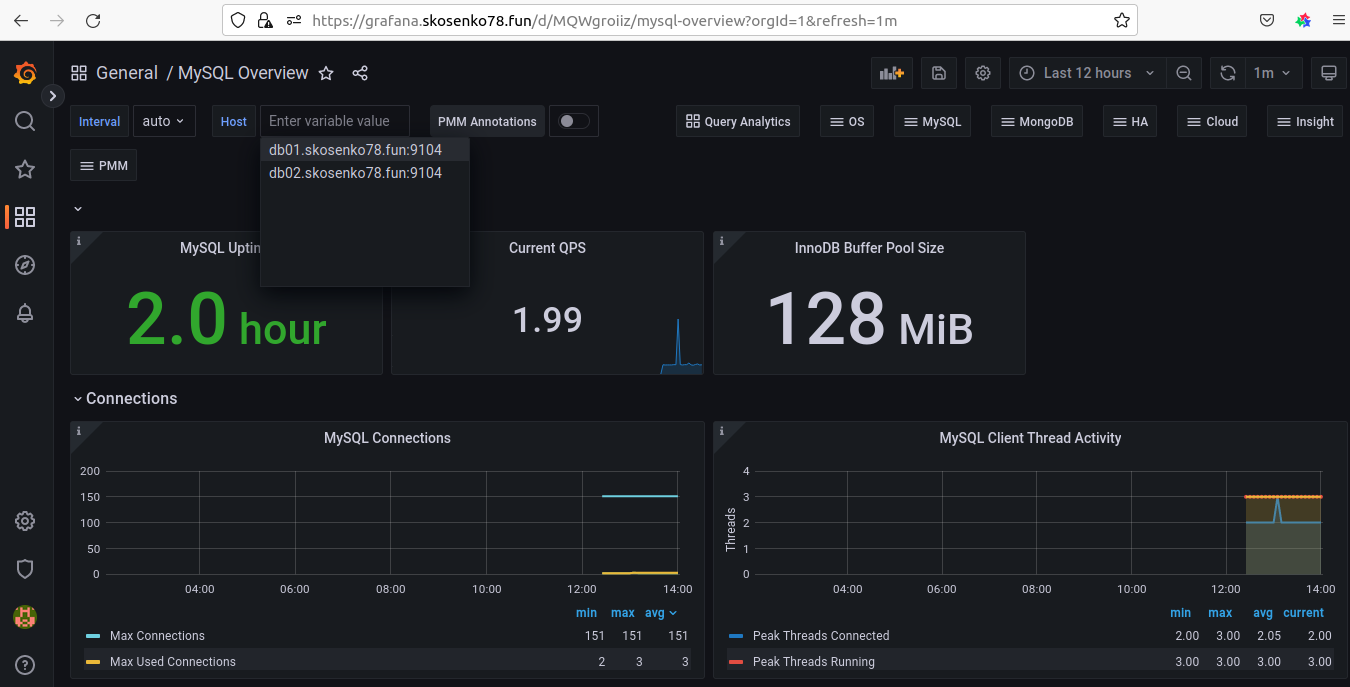 https://grafana.skosenko78.fun/d/MQWgroiiz/mysql-overview?orgId=1&refresh=1m
General / MySQL Overview
Last 12 hours
1m
Interval auto Host Enter variable value PMM Annotations Query Analytics OS MySQL MongoDB HA Cloud Insight
db01.skosenko78.fun:9104
db02.skosenko78.fun:9104
PMM
MySQL Uptin
2.0 hour
Current QPS
1.99
InnoDB Buffer Pool Size
128 MiB
Connections
MySQL Connections
200
150
100
50
0
04:00 06:00 08:00 10:00 12:00 14:00
min max avg
Max Connections 151 151 151
Max Used Connections 2 3 3
MySQL Client Thread Activity
Threads
4
3
2
1
0
04:00 06:00 08:00 10:00 12:00 14:00
min max avg current
Peak Threads Connected 2.00 3.00 2.05 2.00
Peak Threads Running 3.00 3.00 3.00 3.00